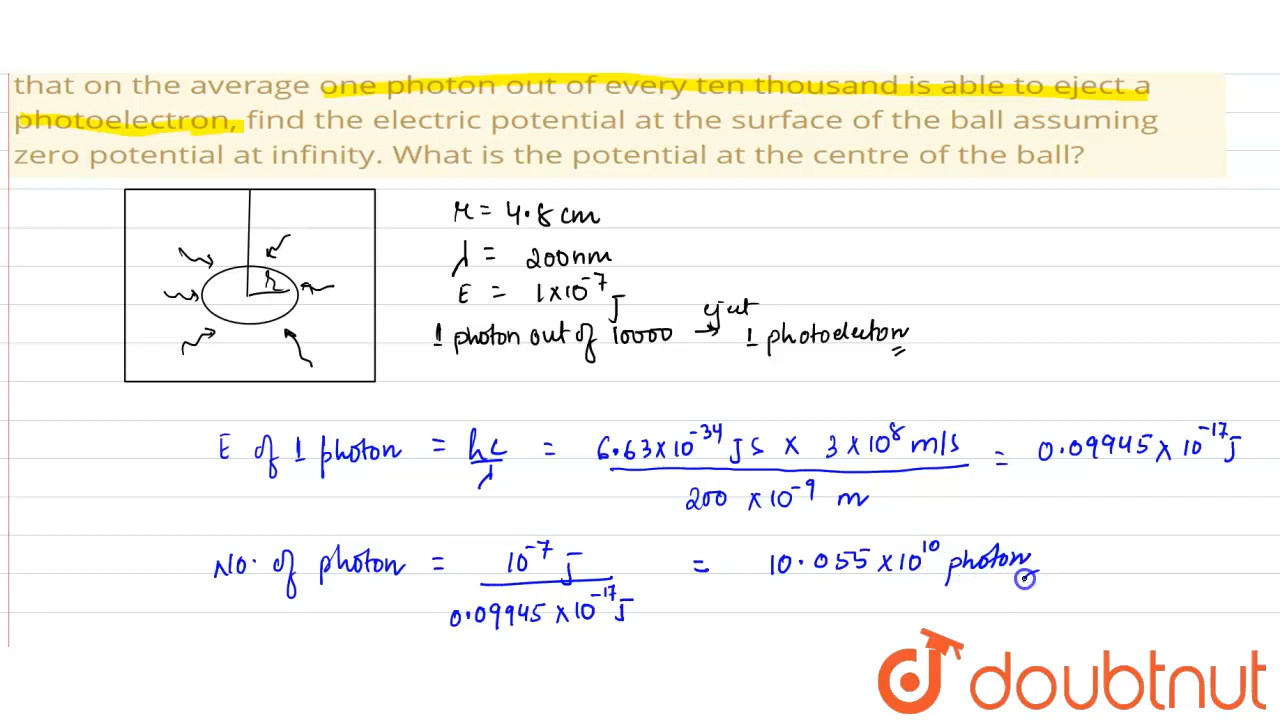 that on the average one photon out of every ten thousand is able to eject a
photoelectron, find the electric potential at the surface of the ball assuming
zero potential at infinity. What is the potential at the centre of the ball?
r = 4.8 cm
λ = 200nm
r
E = 1×10⁻⁷ J
1 photon out of 10000 → eject 1 photoelectron
E of 1 photon = hc/λ = 6.63×10⁻³⁴ Js × 3×10⁸ m/s / 200 ×10⁻⁹ m = 0.09945 × 10⁻¹⁷ J
No. of photon = 10⁻⁷ J / 0.09945 ×10⁻¹⁷ J = 10.055 ×10¹⁰ photon
doubtnut